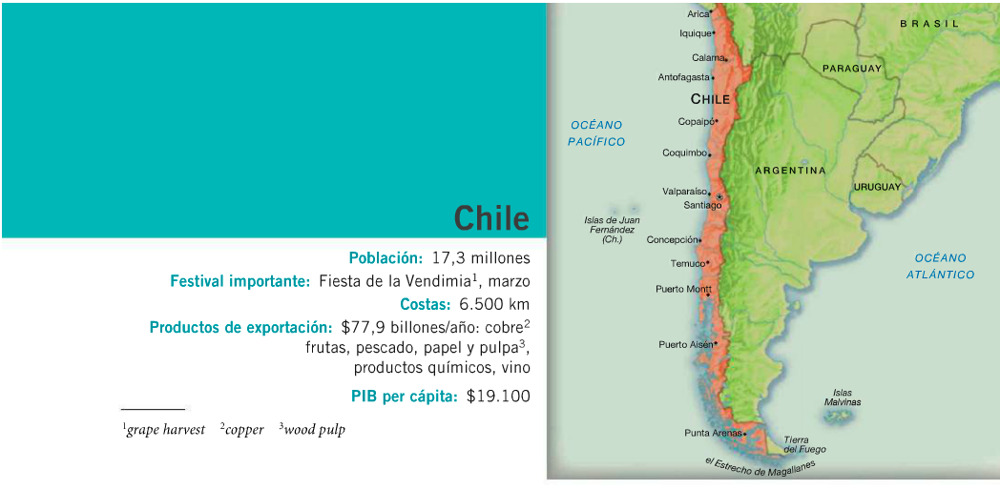 Chile
Población: 17,3 millones
Festival importante: Fiesta de la Vendimia¹, marzo
Costas: 6.500 km
Productos de exportación: $77,9 billones/año: cobre²
frutas, pescado, papel y pulpa³,
productos químicos, vino
PIB per cápita: $19.100
¹grape harvest ²copper ³wood pulp
Arica
Iquique
Calama
Antofagasta
CHILE
Copaipó
Coquimbo
Valparaíso
Santiago
Islas de Juan
Fernández
(Ch.)
Concepción
Temuco
Puerto Montt
Puerto Aisén
Punta Arenas
Tierra
del Fuego
el Estrecho de Magallanes
OCÉANO
PACÍFICO
BRASIL
PARAGUAY
ARGENTINA
URUGUAY
OCÉANO
ATLÁNTICO
Islas
Malvinas